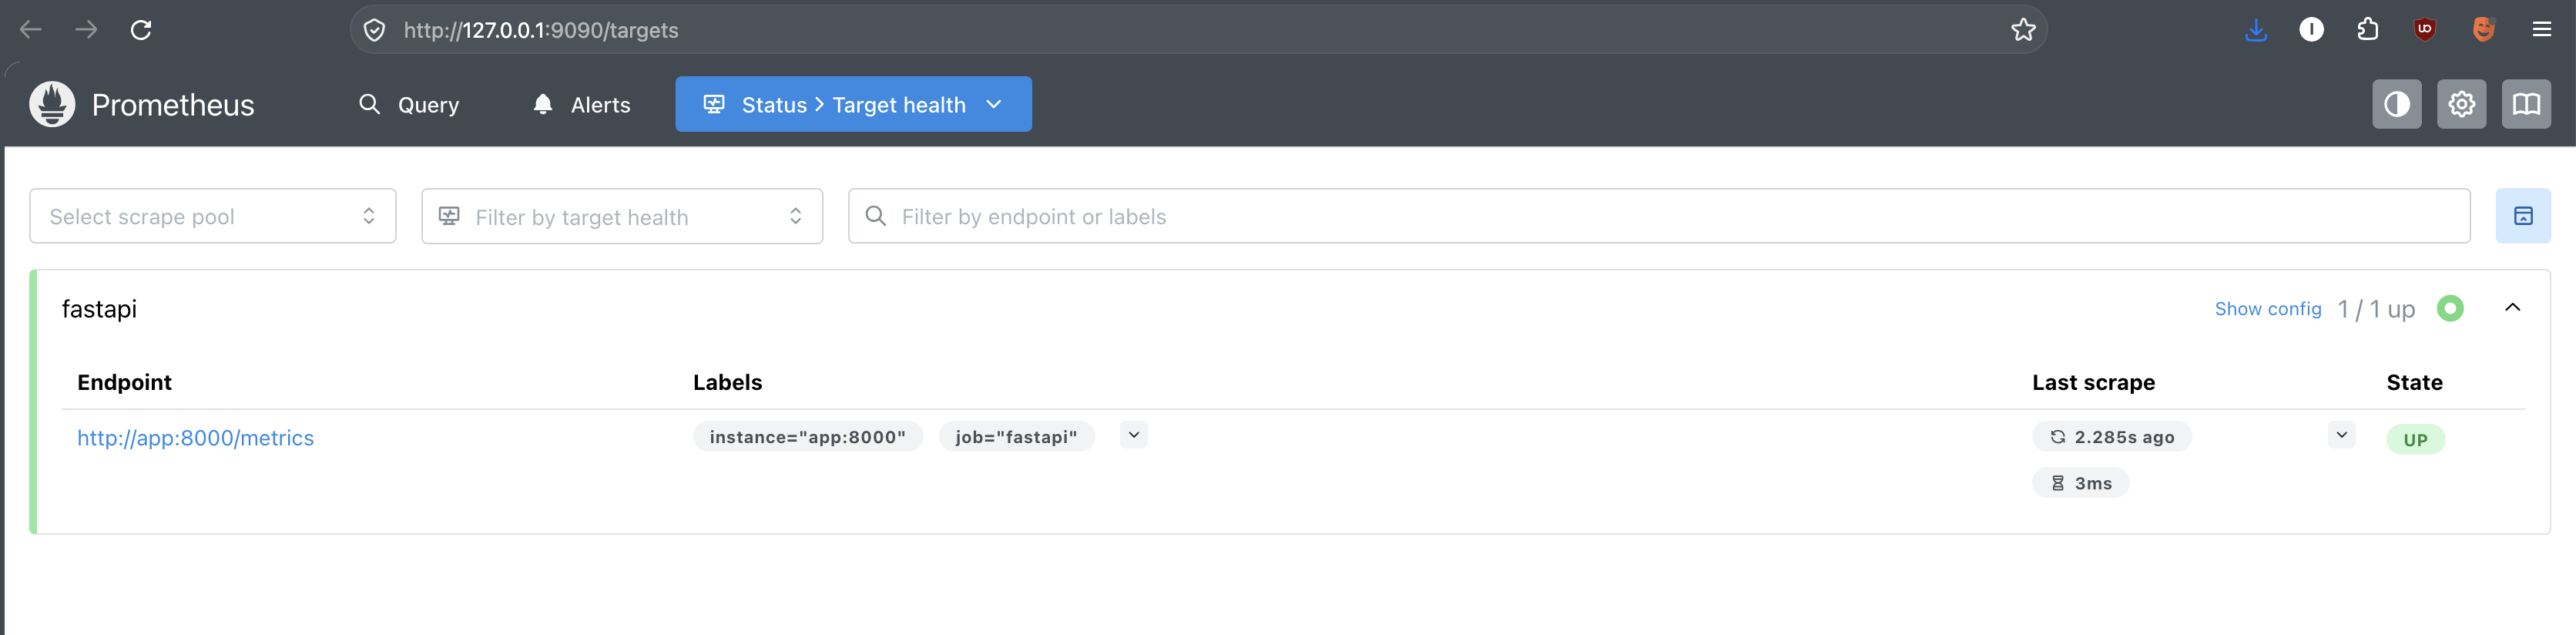 http://127.0.0.1:9090/targets
Prometheus Query Alerts Status > Target health
Select scrape pool Filter by target health Filter by endpoint or labels
fastapi Show config 1 / 1 up
Endpoint Labels Last scrape State
http://app:8000/metrics instance="app:8000" job="fastapi" 2.285s ago UP
3ms